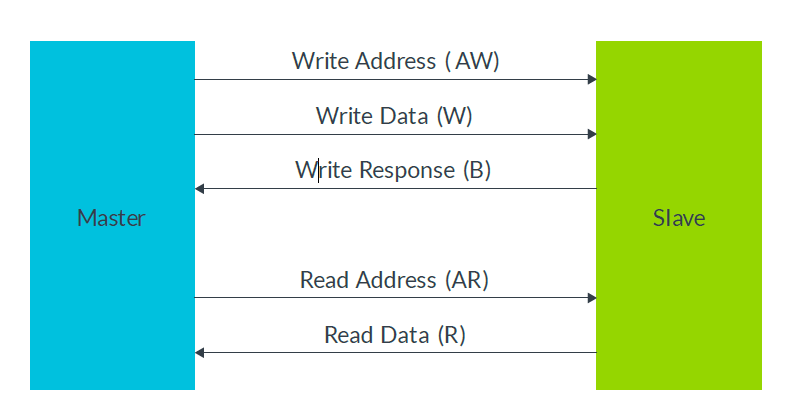 Write Address ( AW)
Write Data (W)
Write Response (B)
Master
Slave
Read Address (AR)
Read Data (R)